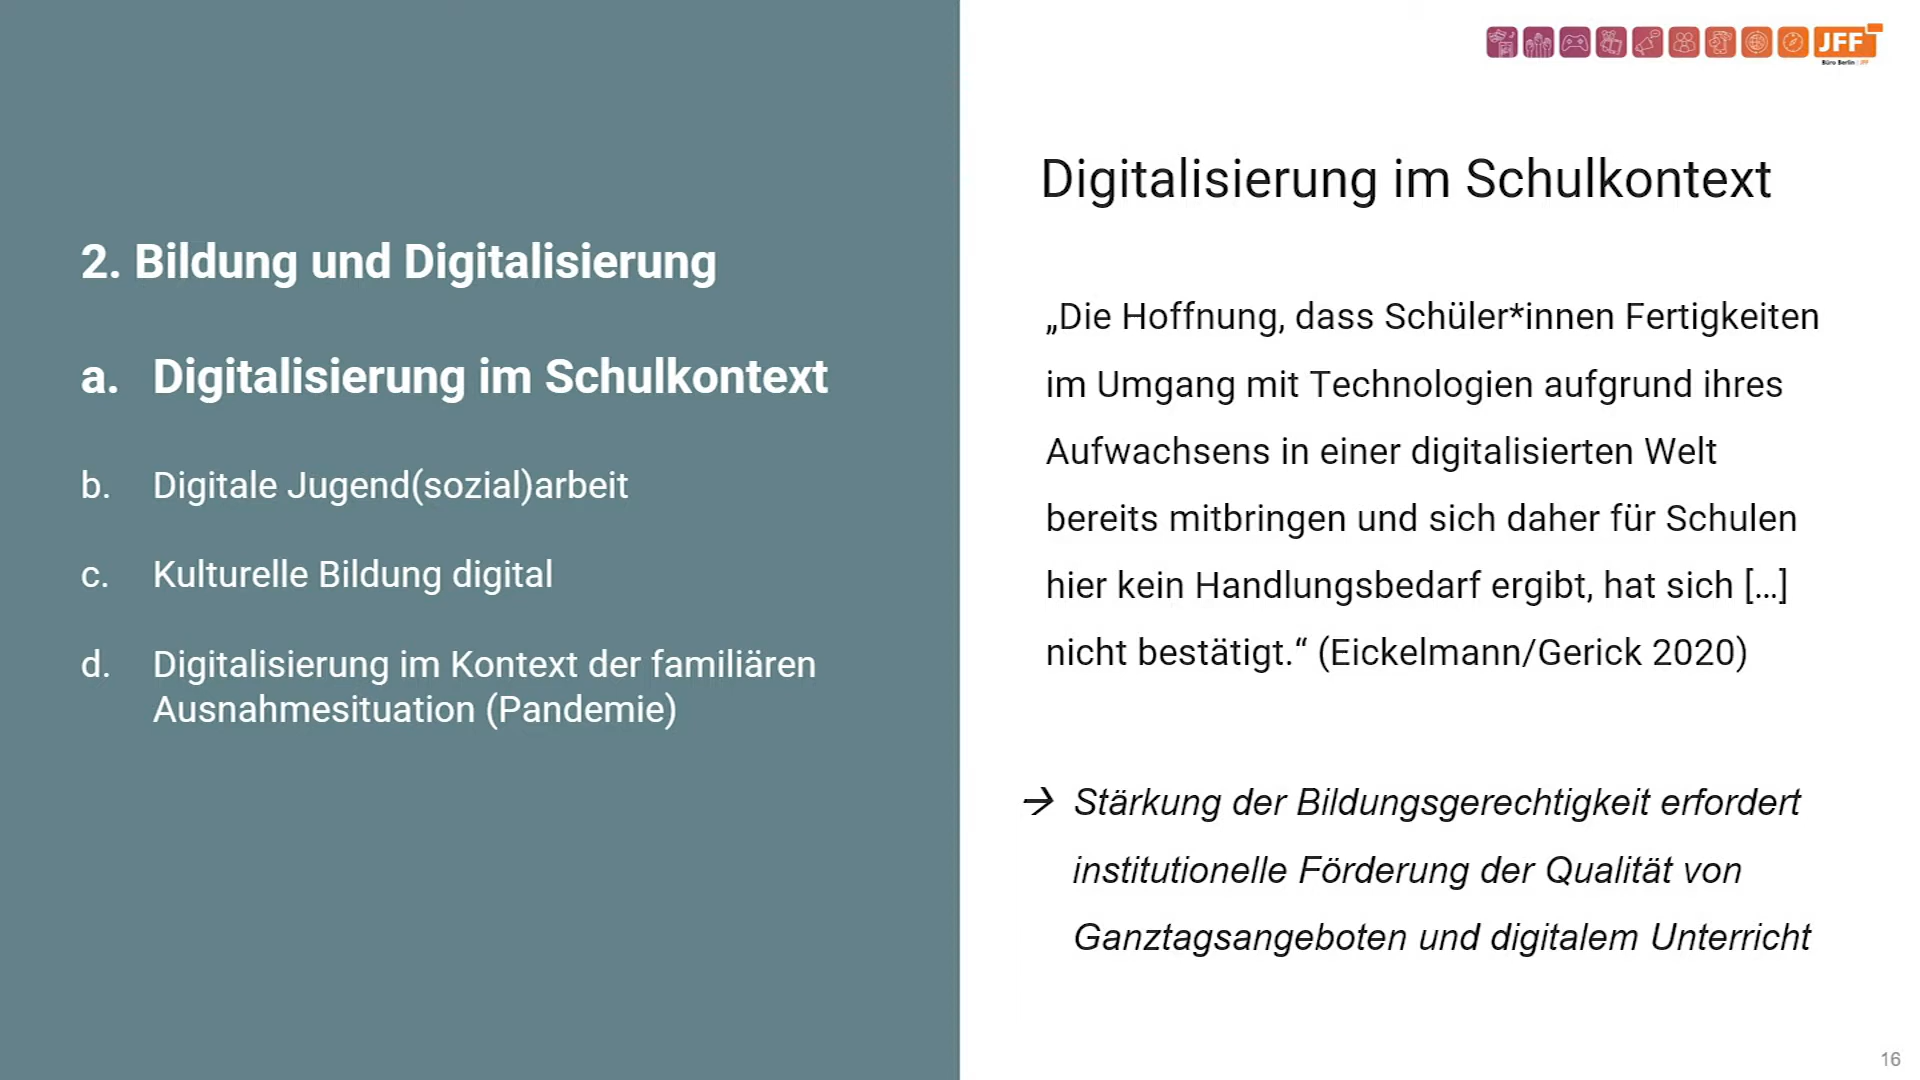 2. Bildung und Digitalisierung
a. Digitalisierung im Schulkontext
b. Digitale Jugend(sozial)arbeit
c. Kulturelle Bildung digital
d. Digitalisierung im Kontext der familiären
Ausnahmesituation (Pandemie)
JFF
Büro Berlin | JFF
Digitalisierung im Schulkontext
„Die Hoffnung, dass Schüler*innen Fertigkeiten
im Umgang mit Technologien aufgrund ihres
Aufwachsens in einer digitalisierten Welt
bereits mitbringen und sich daher für Schulen
hier kein Handlungsbedarf ergibt, hat sich [...]
nicht bestätigt.“ (Eickelmann/Gerick 2020)
→ Stärkung der Bildungsgerechtigkeit erfordert
institutionelle Förderung der Qualität von
Ganztagsangeboten und digitalem Unterricht
16